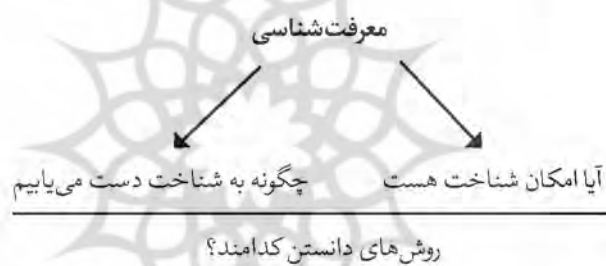 معرفت‌شناسی
آیا امکان شناخت هست چگونه به شناخت دست می‌یابیم
روش‌های دانستن کدامند؟